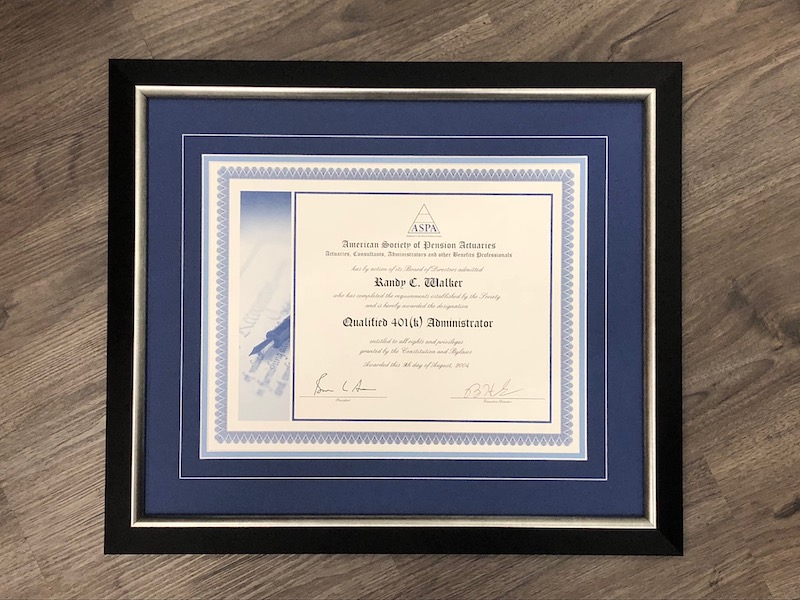 ASPA
American Society of Pension Actuaries
Actuaries, Consultants, Administrators and other Benefits Professionals
has by action of its Board of Directors admitted
Randy C. Walker
who has completed the requirements established by the Society
and is hereby awarded the designation
Qualified 401(k) Administrator
entitled to all rights and privileges
granted by the Constitution and Bylaws
Awarded this 9th day of August, 2004
President
Executive Director